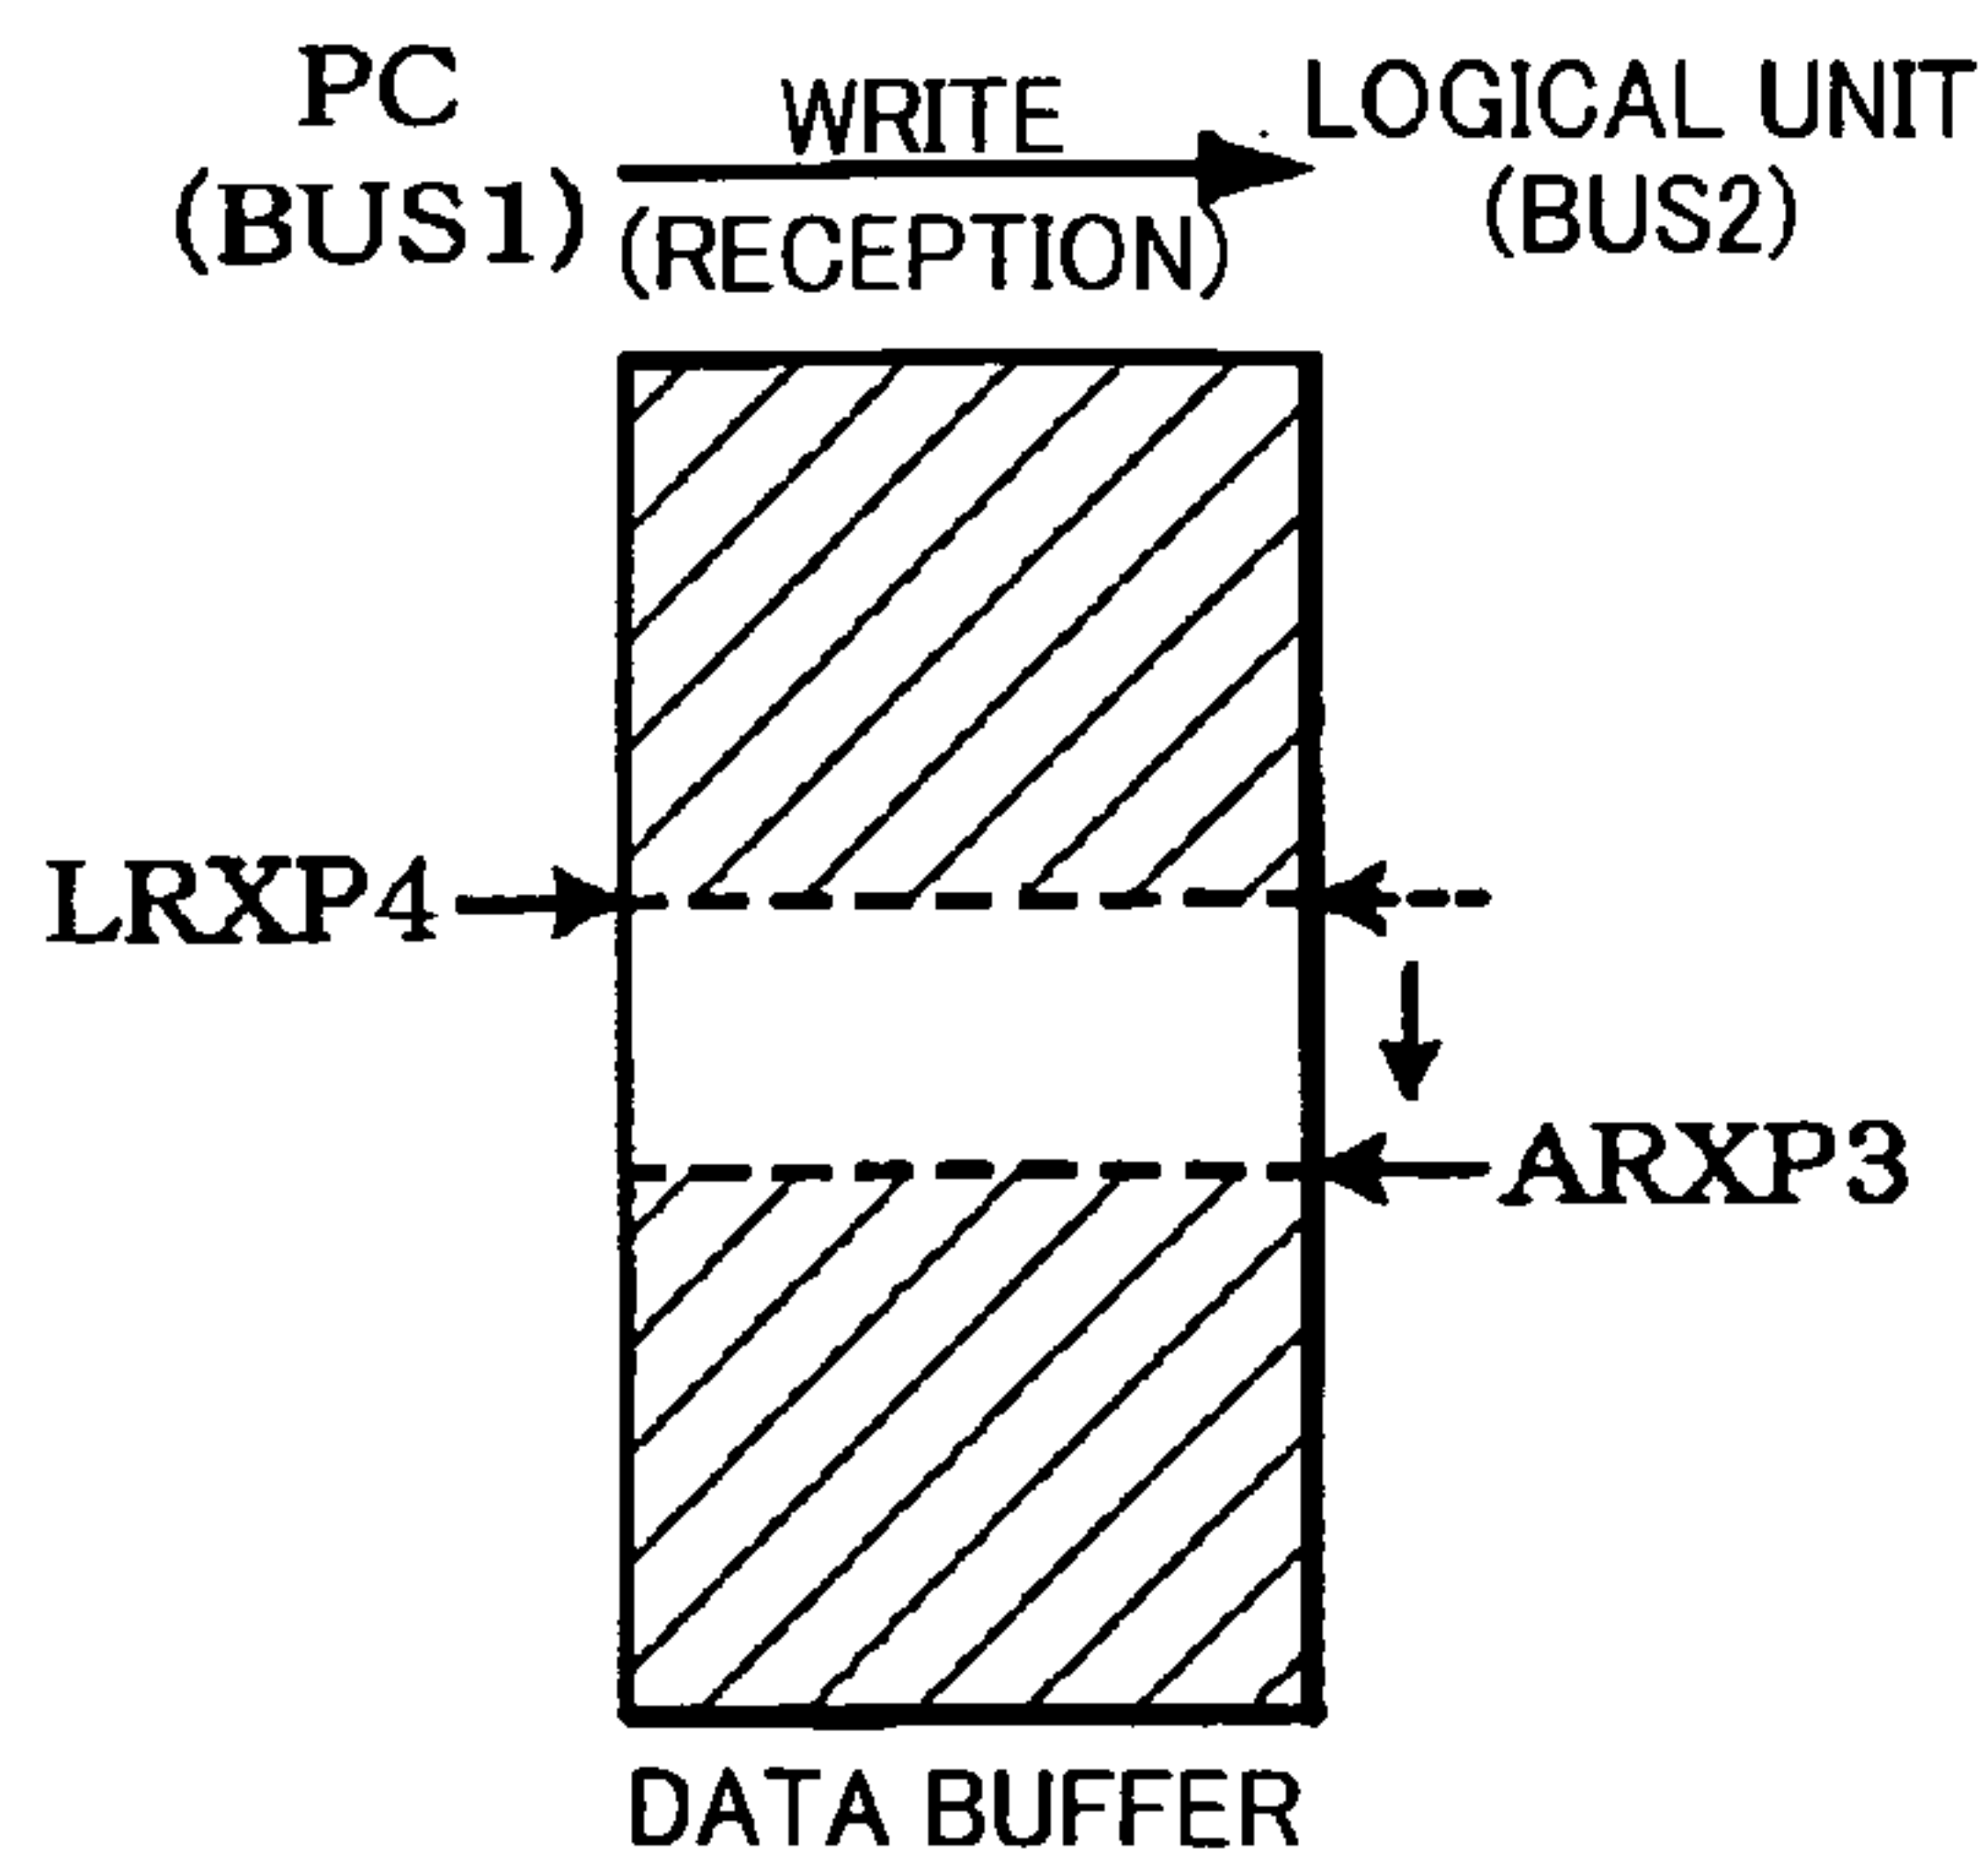 PC
(BUS1)
WRITE
(RECEPTION)
LOGICAL UNIT
(BUS2)
LRXP4
ARXP3
DATA BUFFER